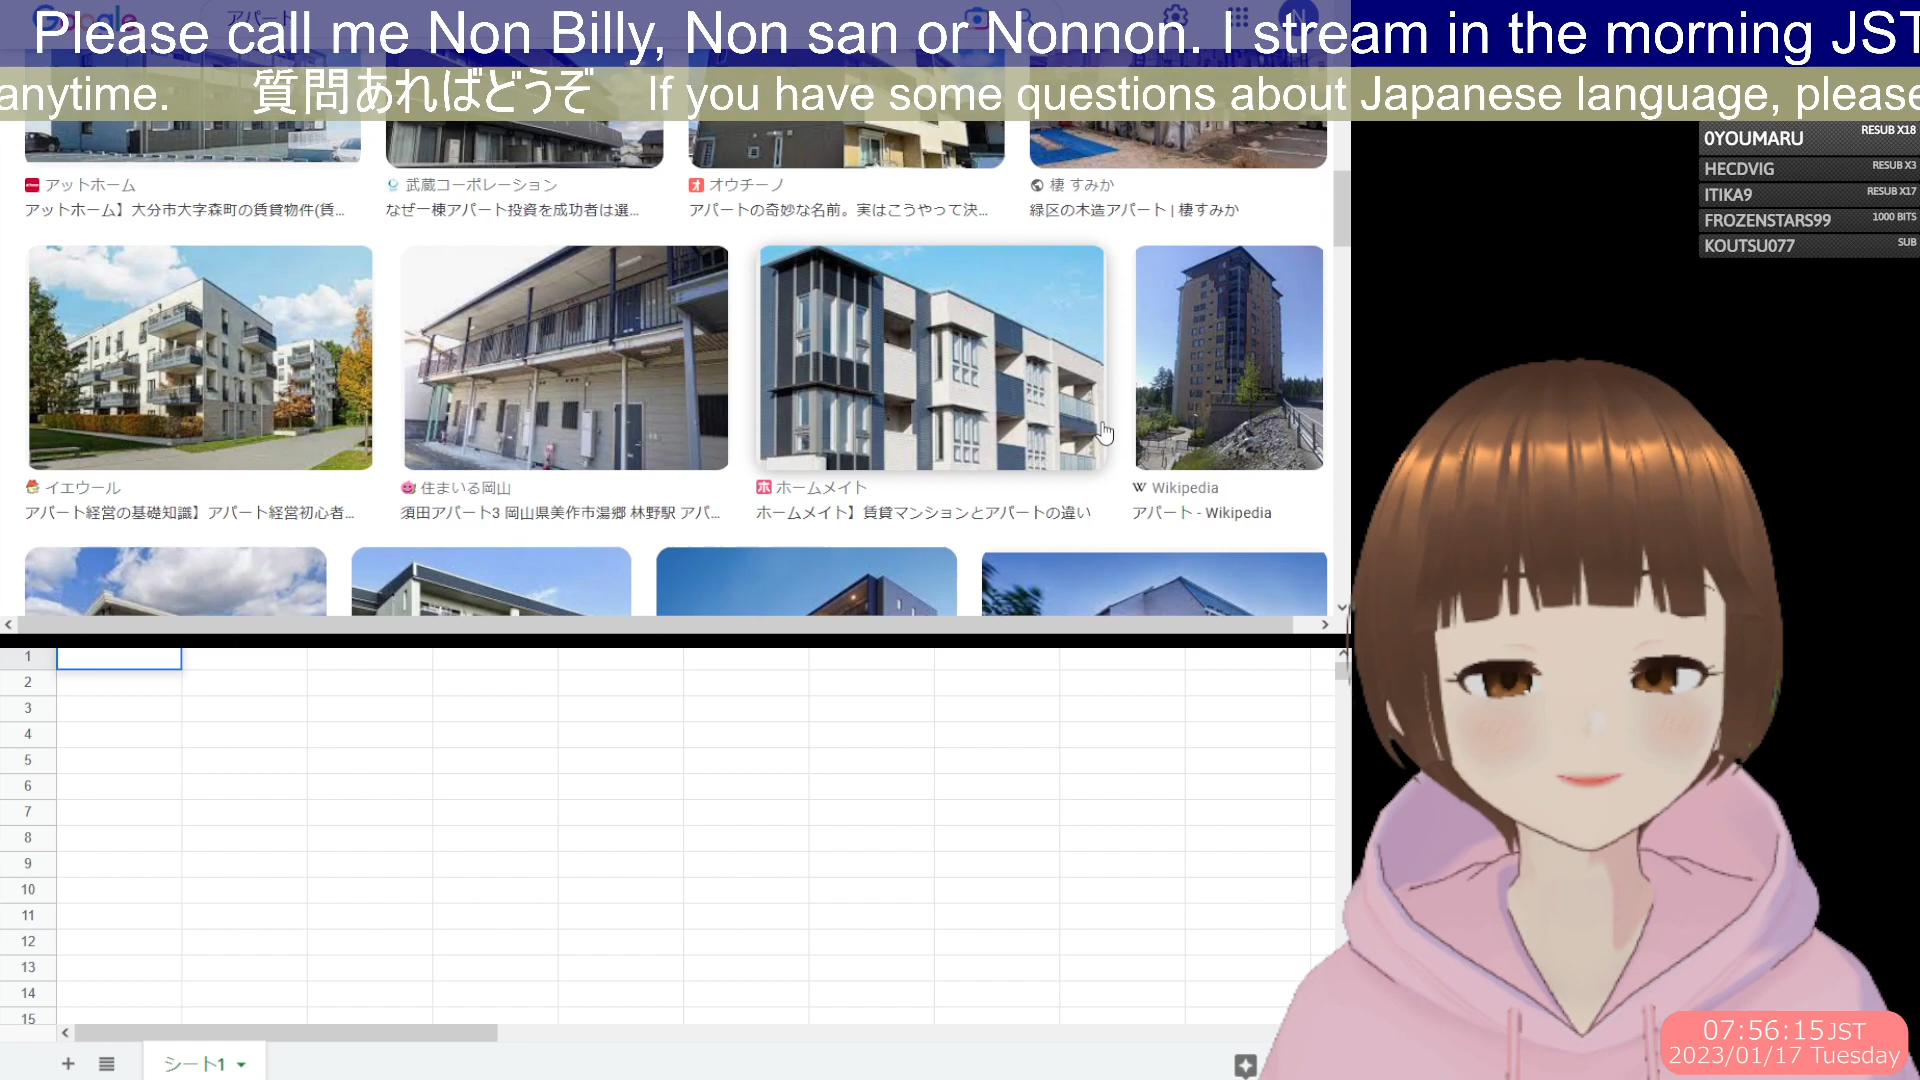 Google アパート N
Please call me Non Billy, Non san or Nonnon. I stream in the morning JST
anytime. 質問あればどうぞ If you have some questions about Japanese language, please
0YOUMARU RESUB X18
HECDVIG RESUB X3
ITIKA9 RESUB X17
FROZENSTARS99 1000 BITS
KOUTSU077 SUB
アットホーム
アットホーム】大分市大字森町の賃貸物件(賃...
武蔵コーポレーション
なぜ一棟アパート投資を成功者は選...
オウチーノ
アパートの奇妙な名前。実はこうやって決...
棲 すみか
緑区の木造アパート | 棲すみか
イエウール
アパート経営の基礎知識】アパート経営初心者...
住まいる岡山
須田アパート3 岡山県美作市湯郷 林野駅 アパ...
ホ ホームメイト
ホームメイト】賃貸マンションとアパートの違い
W Wikipedia
アパート - Wikipedia
1
2
3
4
5
6
7
8
9
10
11
12
13
14
15
シート1
07:56:15JST
2023/01/17 Tuesday